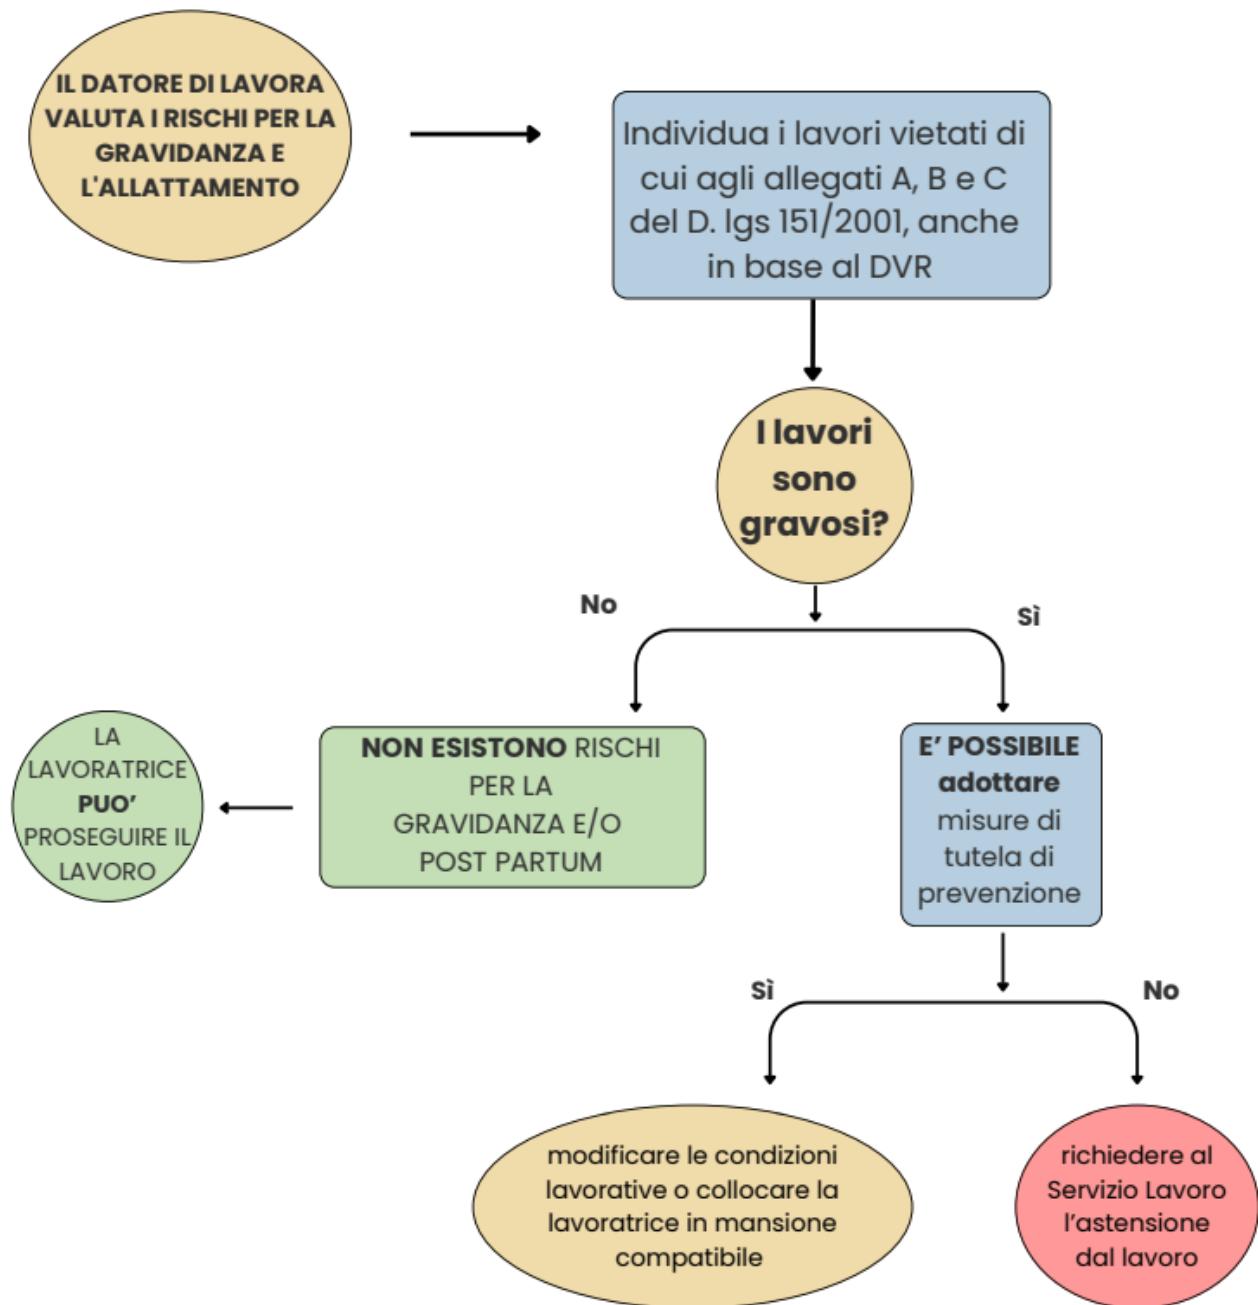 IL DATORE DI LAVORA
VALUTA I RISCHI PER LA
GRAVIDANZA E
L'ALLATTAMENTO
Individua i lavori vietati di
cui agli allegati A, B e C
del D. lgs 151/2001, anche
in base al DVR
I lavori
sono
gravosi?
No
Sì
LA
LAVORATRICE
PUO'
PROSEGUIRE IL
LAVORO
NON ESISTONO RISCHI
PER LA
GRAVIDANZA E/O
POST PARTUM
E' POSSIBILE
adottare
misure di
tutela di
prevenzione
Sì
No
modificare le condizioni
lavorative o collocare la
lavoratrice in mansione
compatibile
richiedere al
Servizio Lavoro
l'astensione
dal lavoro